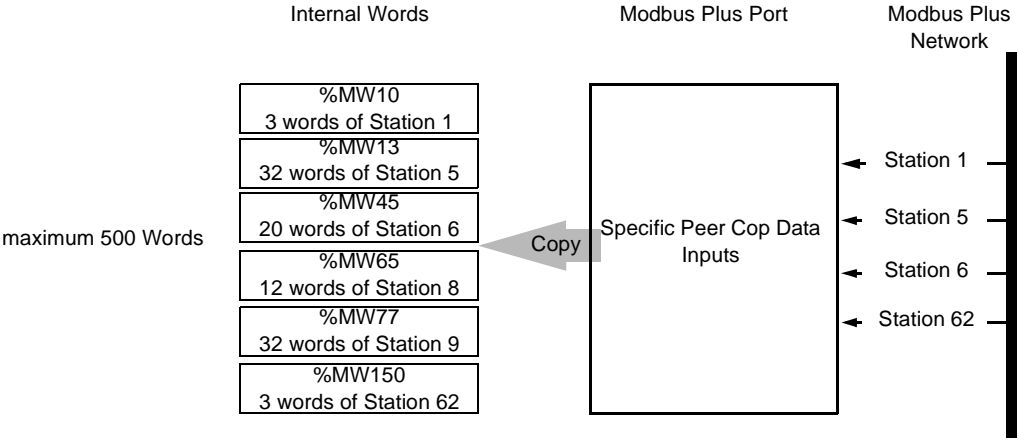 Internal Words
Modbus Plus Port
Modbus Plus
Network
%MW10
3 words of Station 1
%MW13
32 words of Station 5
%MW45
20 words of Station 6
%MW65
12 words of Station 8
%MW77
32 words of Station 9
%MW150
3 words of Station 62
maximum 500 Words
Copy
Specific Peer Cop Data
Inputs
Station 1
Station 5
Station 6
Station 62